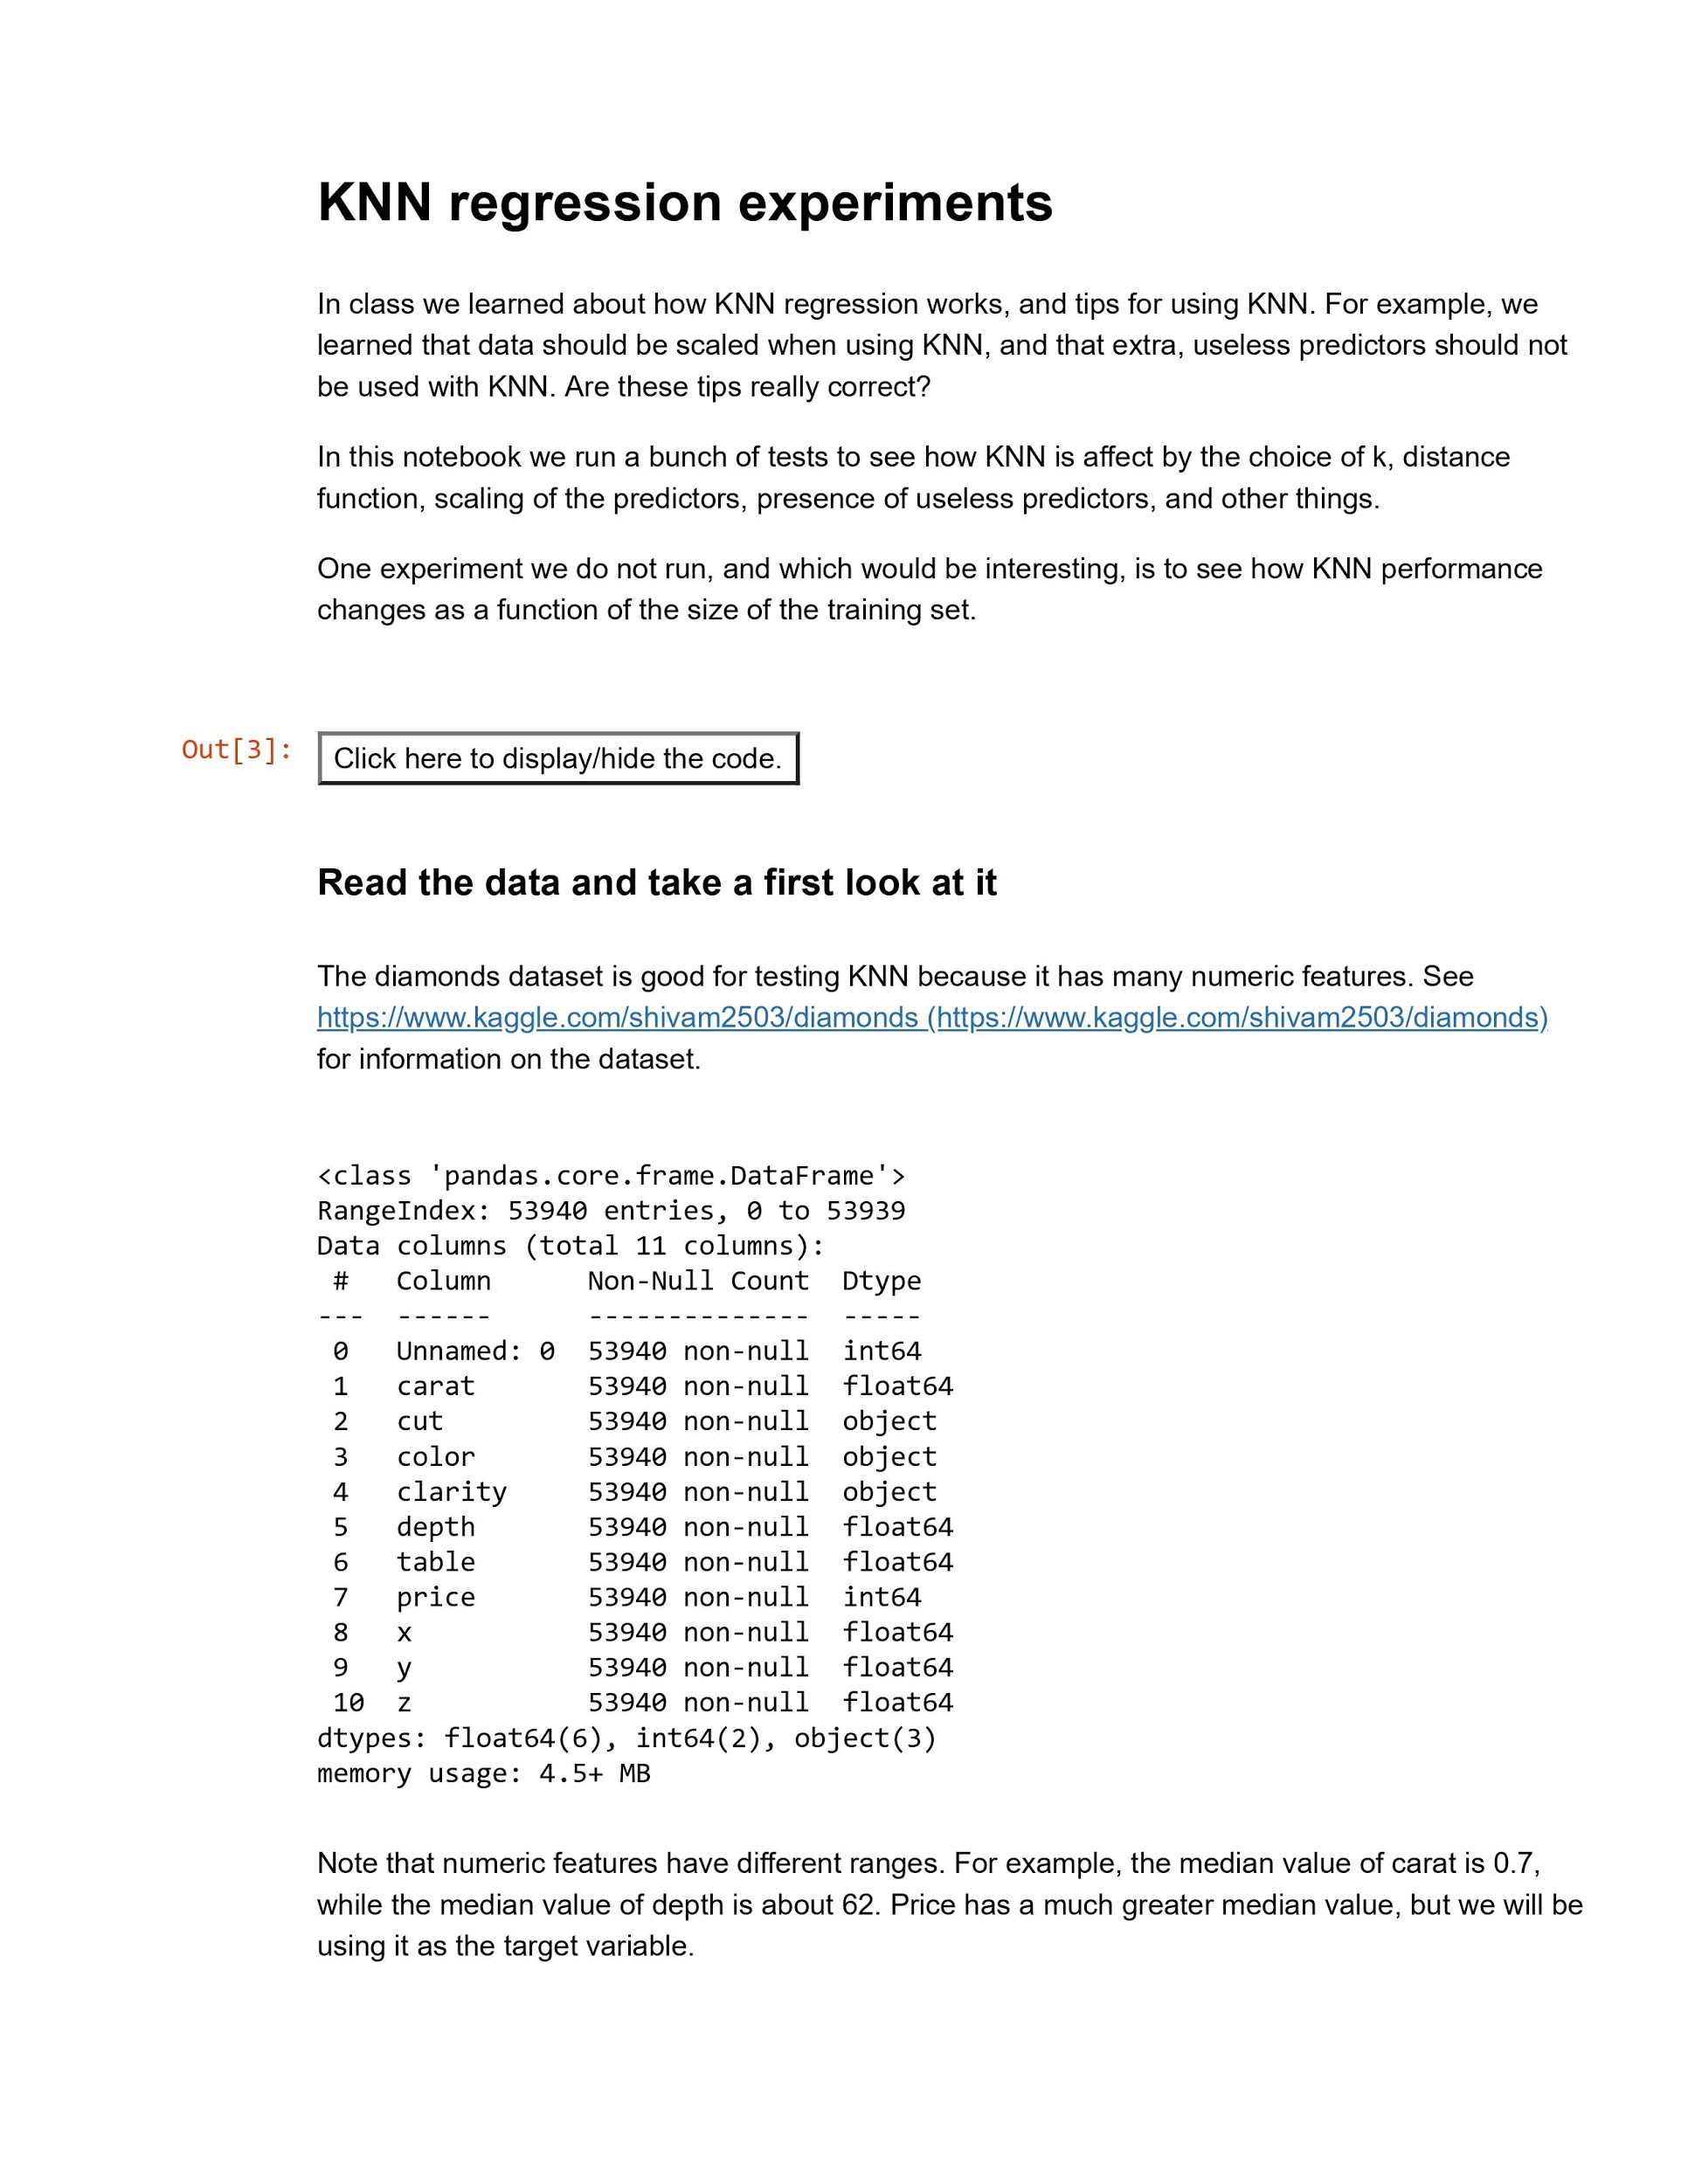 KNN regression experiments
In class we learned about how KNN regression works, and tips for using KNN. For example, we
learned that data should be scaled when using KNN, and that extra, useless predictors should not
be used with KNN. Are these tips really correct?
In this notebook we run a bunch of tests to see how KNN is affect by the choice of k, distance
function, scaling of the predictors, presence of useless predictors, and other things.
One experiment we do not run, and which would be interesting, is to see how KNN performance
changes as a function of the size of the training set.
Out[3]: Click here to display/hide the code.
Read the data and take a first look at it
The diamonds dataset is good for testing KNN because it has many numeric features. See
https://www.kaggle.com/shivam2503/diamonds (https://www.kaggle.com/shivam2503/diamonds)
for information on the dataset.
<class 'pandas.core.frame.DataFrame'>
RangeIndex: 53940 entries, 0 to 53939
Data columns (total 11 columns):
 #   Column      Non-Null Count  Dtype
---  ------      --------------  -----
 0   Unnamed: 0  53940 non-null  int64
 1   carat       53940 non-null  float64
 2   cut         53940 non-null  object
 3   color       53940 non-null  object
 4   clarity     53940 non-null  object
 5   depth       53940 non-null  float64
 6   table       53940 non-null  float64
 7   price       53940 non-null  int64
 8   x           53940 non-null  float64
 9   y           53940 non-null  float64
 10  z           53940 non-null  float64
dtypes: float64(6), int64(2), object(3)
memory usage: 4.5+ MB
Note that numeric features have different ranges. For example, the median value of carat is 0.7,
while the median value of depth is about 62. Price has a much greater median value, but we will be
using it as the target variable.